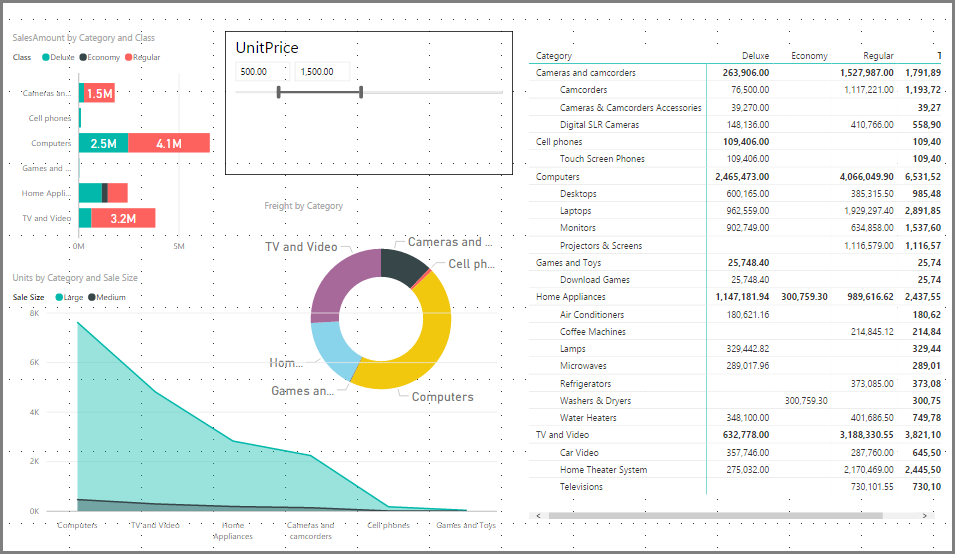 SalesAmount by Category and Class
Class Deluxe Economy Regular
Cameras an...
1.5M
Cell phones
Computers
2.5M 4.1M
Games and ...
Home Appli...
TV and Video
3.2M
0M 5M
UnitPrice
500.00 1,500.00
Freight by Category
TV and Video
Cameras and ...
Cell ph...
Hom...
Games an...
Computers
Units by Category and Sale Size
Sale Size Large Medium
8K
6K
4K
2K
0K
Computers TV and Video Home Appliances Cameras and camcorders Cell phones Games and Toys
Category Deluxe Economy Regular T
Cameras and camcorders 263,906.00 1,527,987.00 1,791,89
Camcorders 76,500.00 1,117,221.00 1,193,72
Cameras & Camcorders Accessories 39,270.00 39,27
Digital SLR Cameras 148,136.00 410,766.00 558,90
Cell phones 109,406.00 109,40
Touch Screen Phones 109,406.00 109,40
Computers 2,465,473.00 4,066,049.90 6,531,52
Desktops 600,165.00 385,315.50 985,48
Laptops 962,559.00 1,929,297.40 2,891,85
Monitors 902,749.00 634,858.00 1,537,60
Projectors & Screens 1,116,579.00 1,116,57
Games and Toys 25,748.40 25,74
Download Games 25,748.40 25,74
Home Appliances 1,147,181.94 300,759.30 989,616.62 2,437,55
Air Conditioners 180,621.16 180,62
Coffee Machines 214,845.12 214,84
Lamps 329,442.82 329,44
Microwaves 289,017.96 289,01
Refrigerators 373,085.00 373,08
Washers & Dryers 300,759.30 300,75
Water Heaters 348,100.00 401,686.50 749,78
TV and Video 632,778.00 3,188,330.55 3,821,10
Car Video 357,746.00 287,760.00 645,50
Home Theater System 275,032.00 2,170,469.00 2,445,50
Televisions 730,101.55 730,10